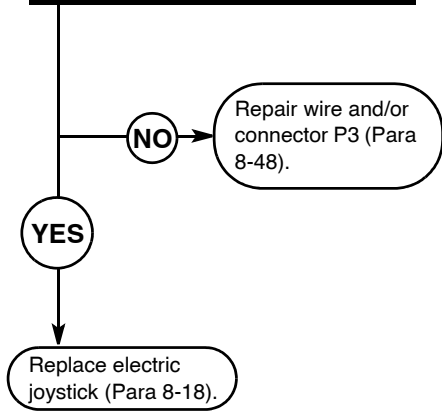 NO
Repair wire and/or
connector P3 (Para
8-48).
YES
Replace electric
joystick (Para 8-18).